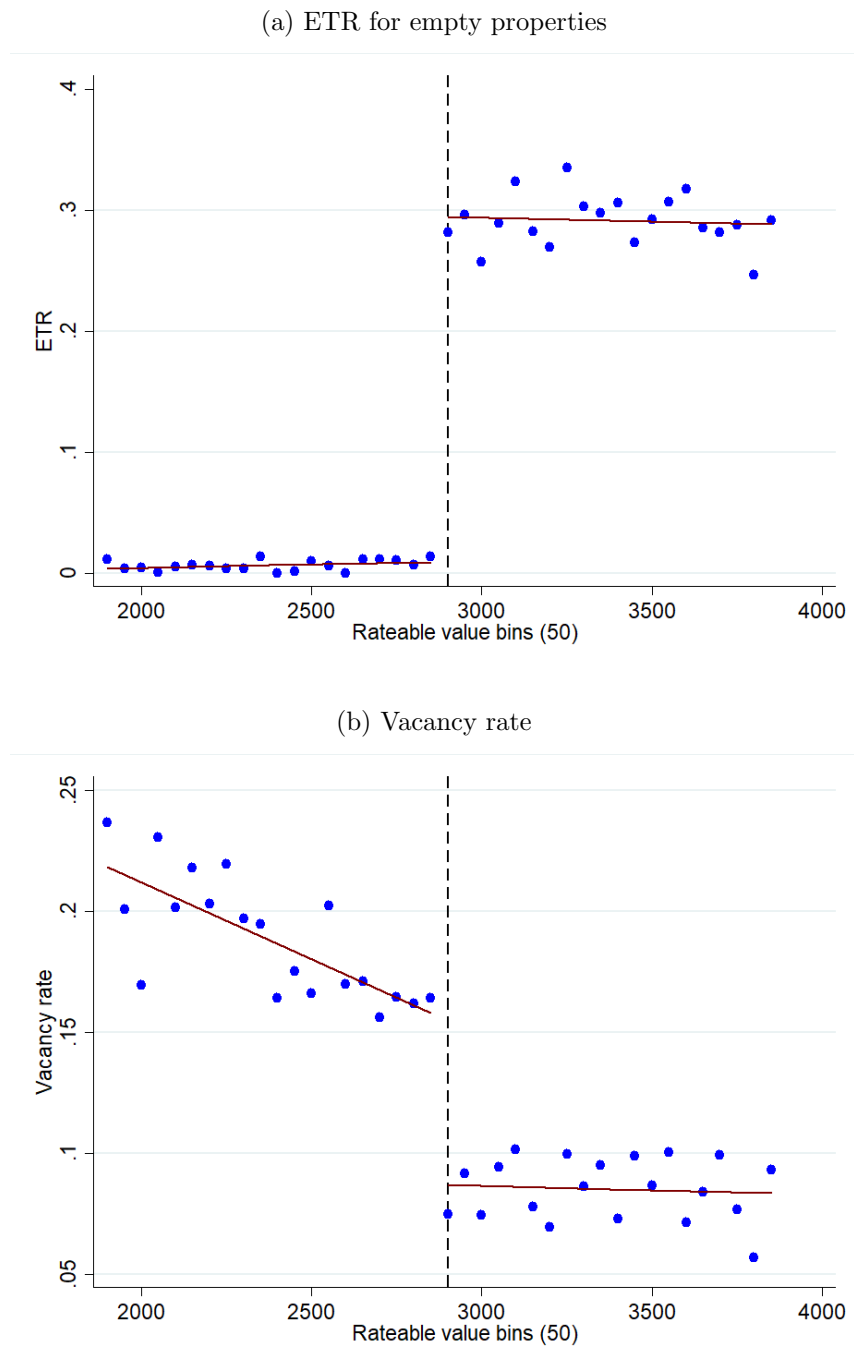 (a) ETR for empty properties
.4
.3
.2
.1
0
ETR
2000 2500 3000 3500 4000
Rateable value bins (50)
(b) Vacancy rate
.25
.2
.15
.1
.05
Vacancy rate
2000 2500 3000 3500 4000
Rateable value bins (50)